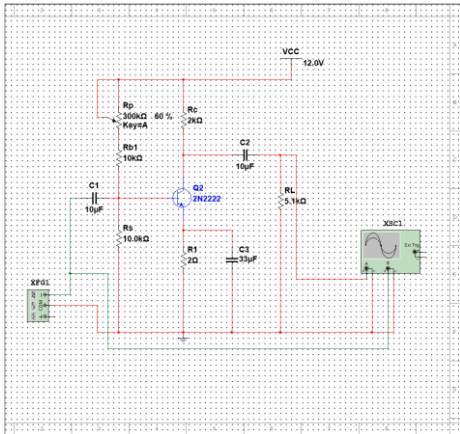 VCC
12.0V
Rp
300kΩ 60 %
Key=A
Rc
2kΩ
Rb1
10kΩ
C2
10µF
C1
10µF
Q2
2N2222
RL
5.1kΩ
Rs
10.0kΩ
R1
2Ω
C3
33µF
XSC1
Ext Trig
XFG1